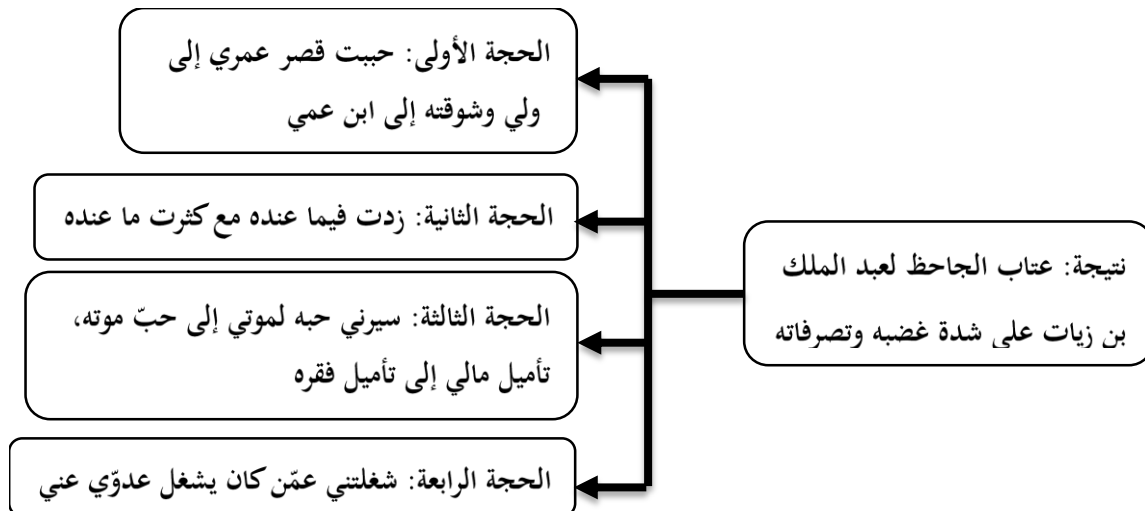 نتيجة: عتاب الجاحظ لعبد الملك
بن زيات على شدة غضبه وتصرفاته
الحجة الأولى: حببت قصر عمري إلى
ولي وشوقته إلى ابن عمي
الحجة الثانية: زدت فيما عنده مع كثرت ما عنده
الحجة الثالثة: سيرني حبه لموتي إلى حبّ موته،
تأميل مالي إلى تأميل فقره
الحجة الرابعة: شغلتني عمّن كان يشغل عدوّي عني